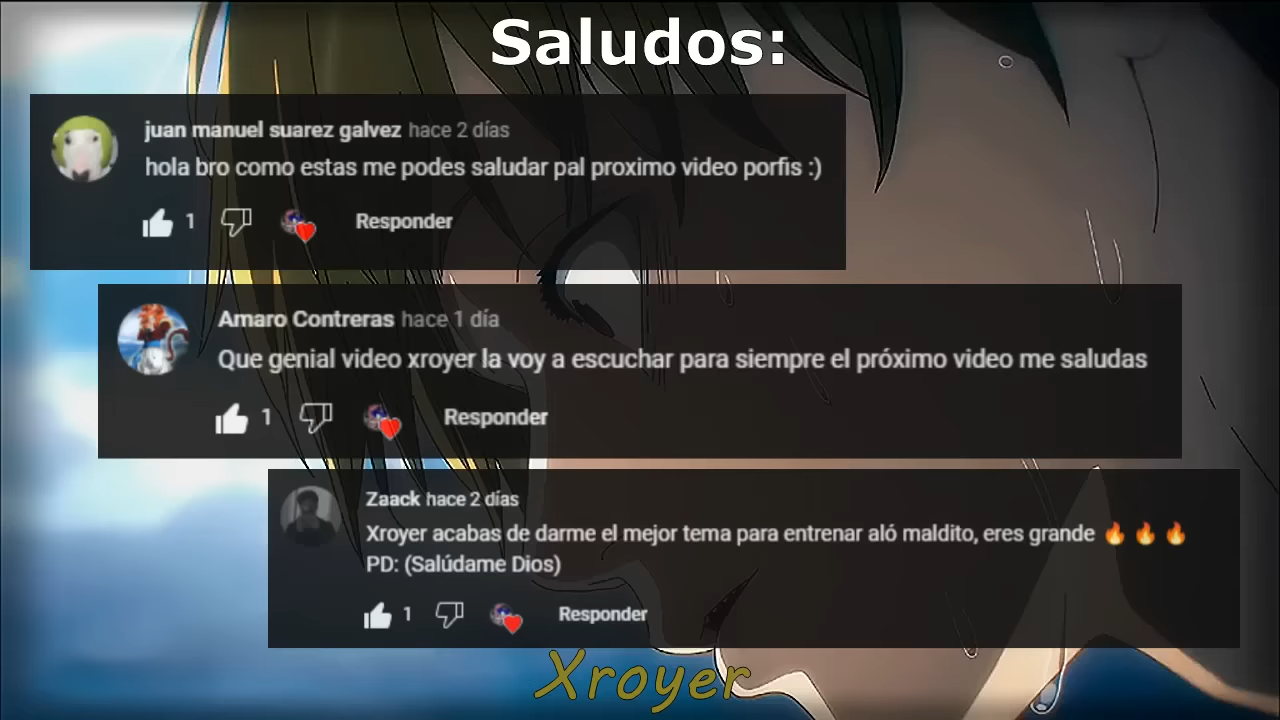 Saludos:
juan manuel suarez galvez hace 2 días
hola bro como estas me podes saludar pal proximo video porfis :)
1 Responder
Amaro Contreras hace 1 día
Que genial video xroyer la voy a escuchar para siempre el próximo video me saludas
1 Responder
Zaack hace 2 días
Xroyer acabas de darme el mejor tema para entrenar aló maldito, eres grande 🔥🔥🔥
PD: (Salúdame Dios)
1 Responder
Xroyer